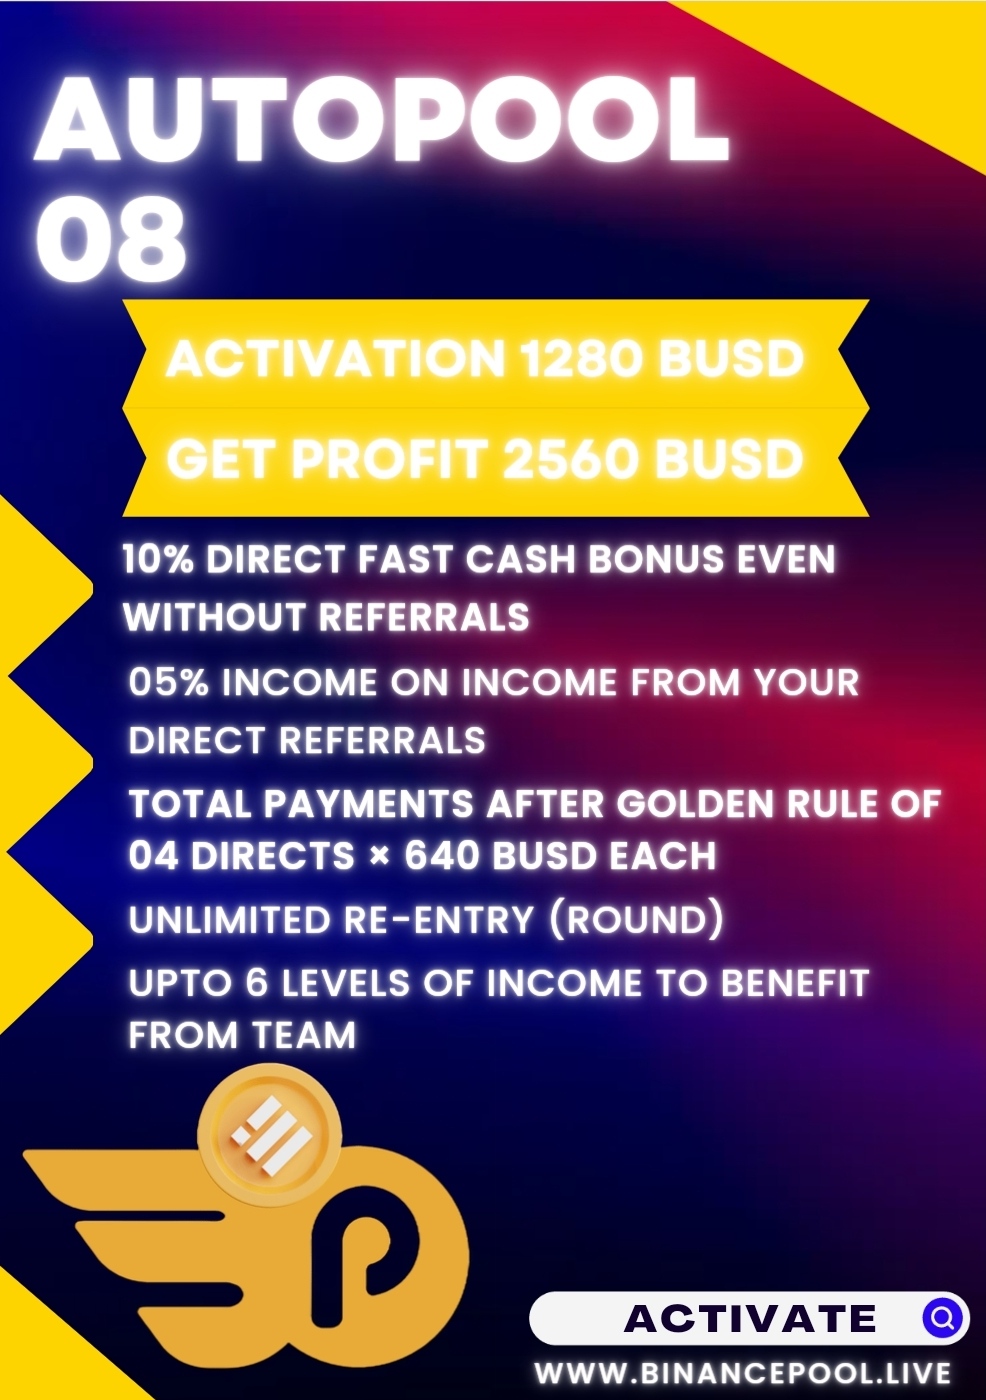 AUTOPOOL
08
ACTIVATION 1280 BUSD
GET PROFIT 2560 BUSD
10% DIRECT FAST CASH BONUS EVEN
WITHOUT REFERRALS
05% INCOME ON INCOME FROM YOUR
DIRECT REFERRALS
TOTAL PAYMENTS AFTER GOLDEN RULE OF
04 DIRECTS × 640 BUSD EACH
UNLIMITED RE-ENTRY (ROUND)
UPTO 6 LEVELS OF INCOME TO BENEFIT
FROM TEAM
P
ACTIVATE
WWW.BINANCEPOOL.LIVE